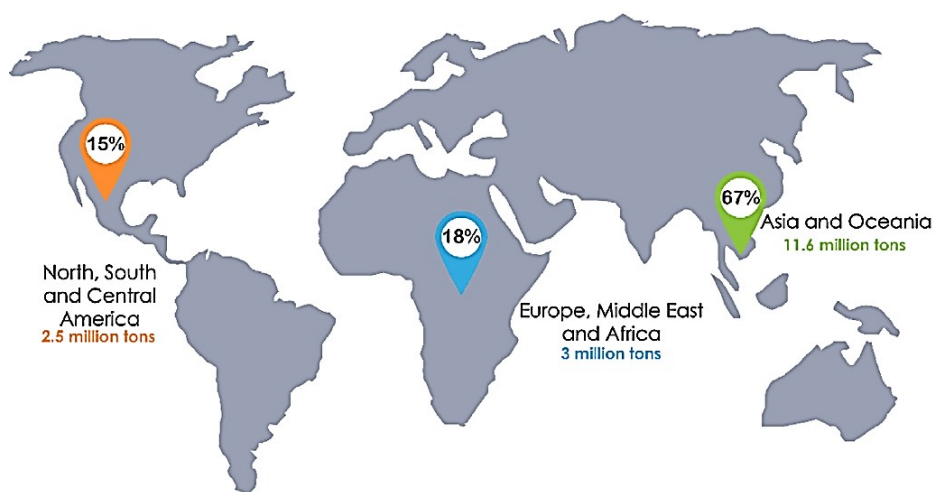 15%
North, South
and Central
America
2.5 million tons
18%
Europe, Middle East
and Africa
3 million tons
67%
Asia and Oceania
11.6 million tons